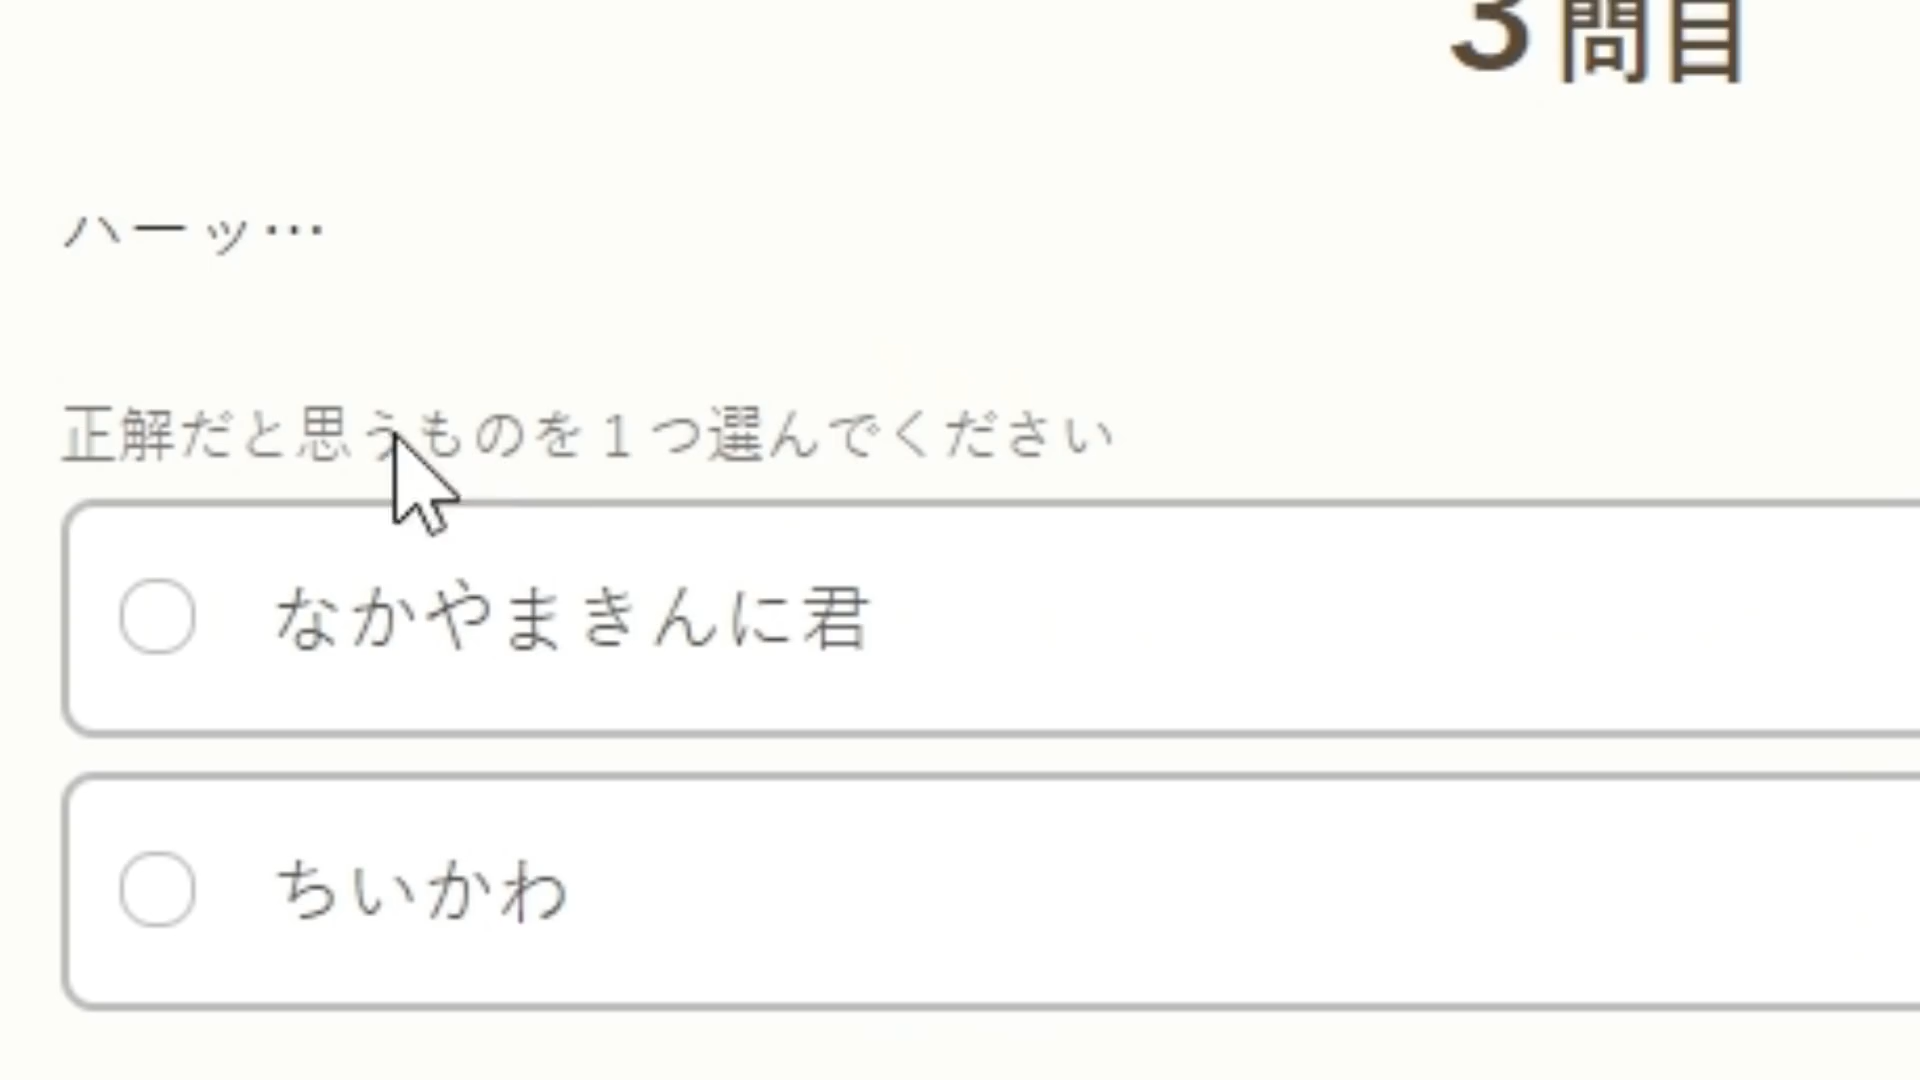 3問目
ハーッ…
正解だと思うものを1つ選んでください
なかやまきんに君
ちいかわ